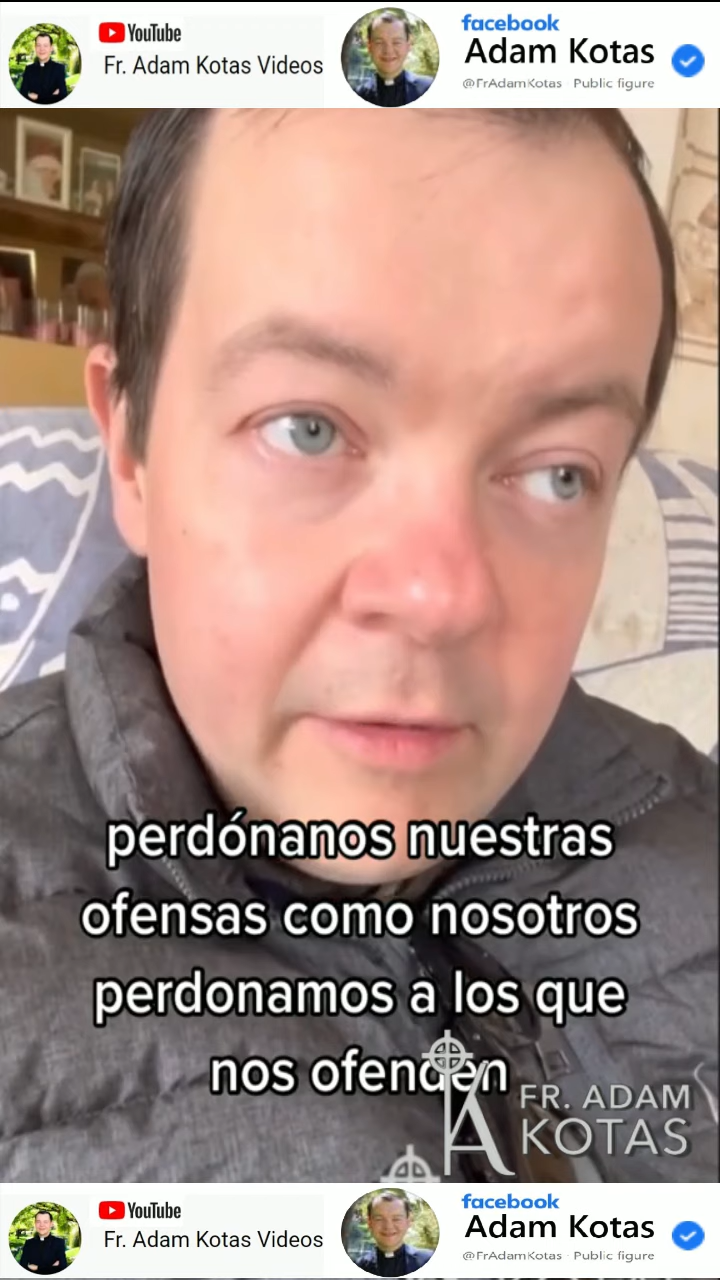 YouTube
Fr. Adam Kotas Videos
facebook
Adam Kotas
@FrAdamKotas · Public figure
perdónanos nuestras
ofensas como nosotros
perdonamos a los que
nos ofenden
FR. ADAM
KOTAS
YouTube
Fr. Adam Kotas Videos
facebook
Adam Kotas
@FrAdamKotas · Public figure